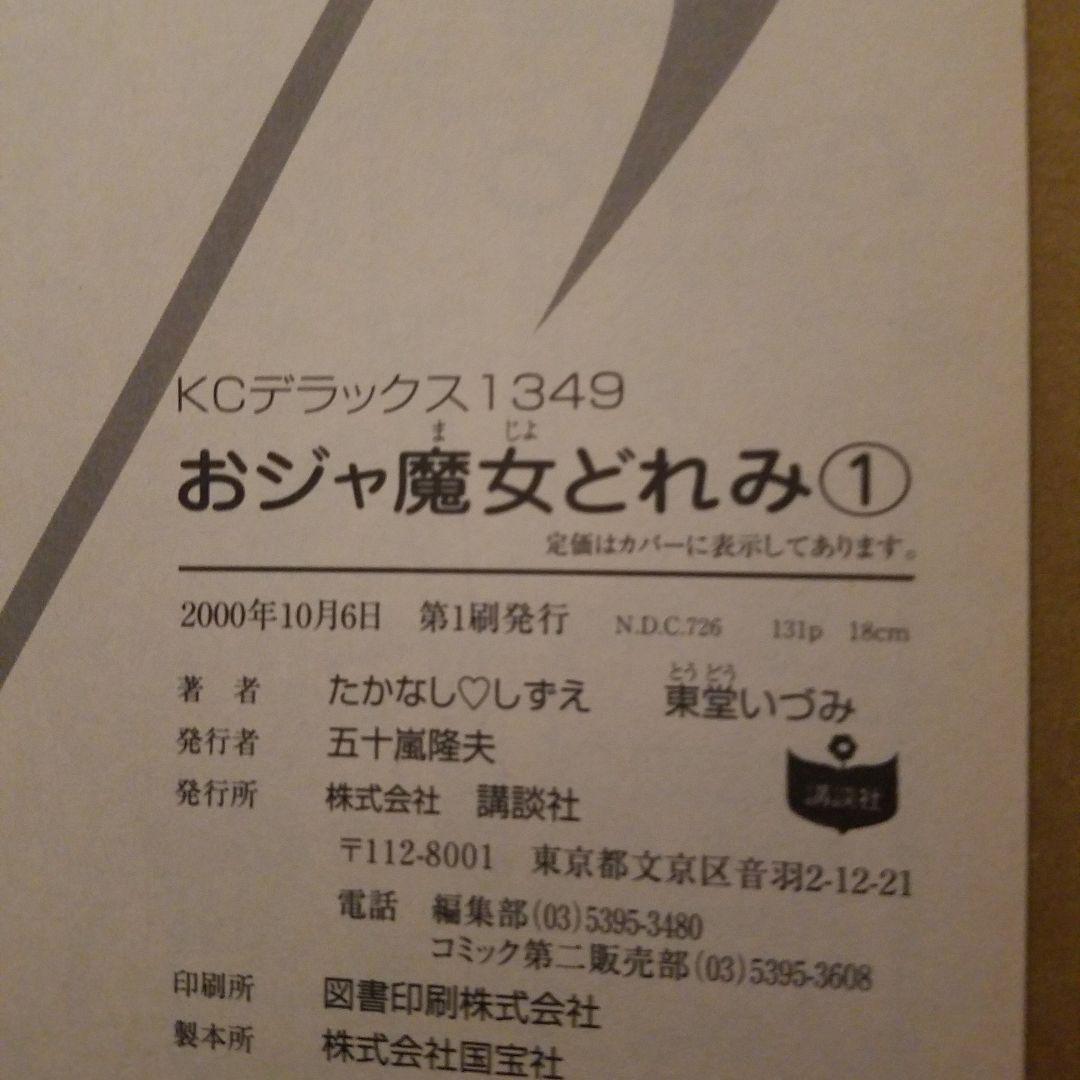 KCデラックス1349
ま じょ
おジャ魔女どれみ①
定価はカバーに表示してあります。
2000年10月6日 第1刷発行 N.D.C.726 131p 18cm
とう どう
著 者 たかなし♡しずえ 東堂いづみ
発行者 五十嵐隆夫
発行所 株式会社 講談社
講談社
〒112-8001 東京都文京区音羽2-12-21
電話 編集部(03)5395-3480
コミック第二販売部(03)5395-3608
印刷所 図書印刷株式会社
製本所 株式会社国宝社